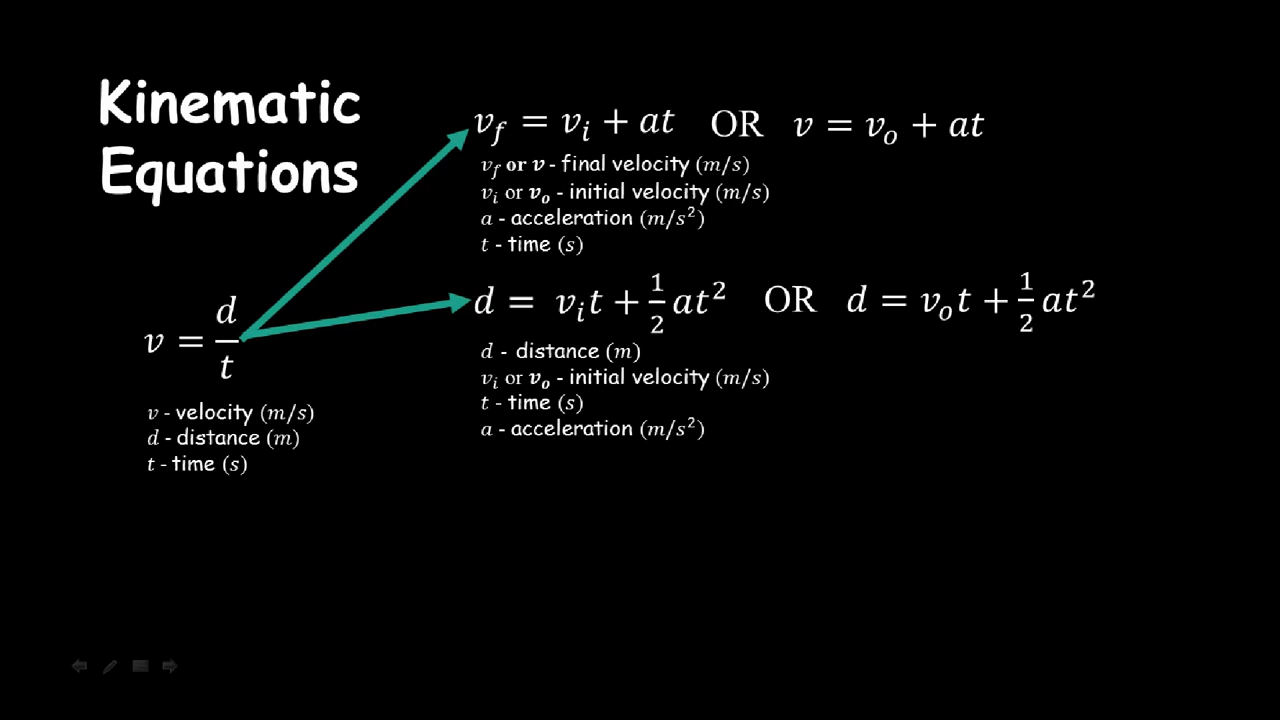 Kinematic
Equations
v_f = v_i + at OR v = v_o + at
v_f or v - final velocity (m/s)
v_i or v_o - initial velocity (m/s)
a - acceleration (m/s²)
t - time (s)
d = v_i t + 1/2 at² OR d = v_o t + 1/2 at²
d - distance (m)
v_i or v_o - initial velocity (m/s)
t - time (s)
a - acceleration (m/s²)
v = d/t
v - velocity (m/s)
d - distance (m)
t - time (s)